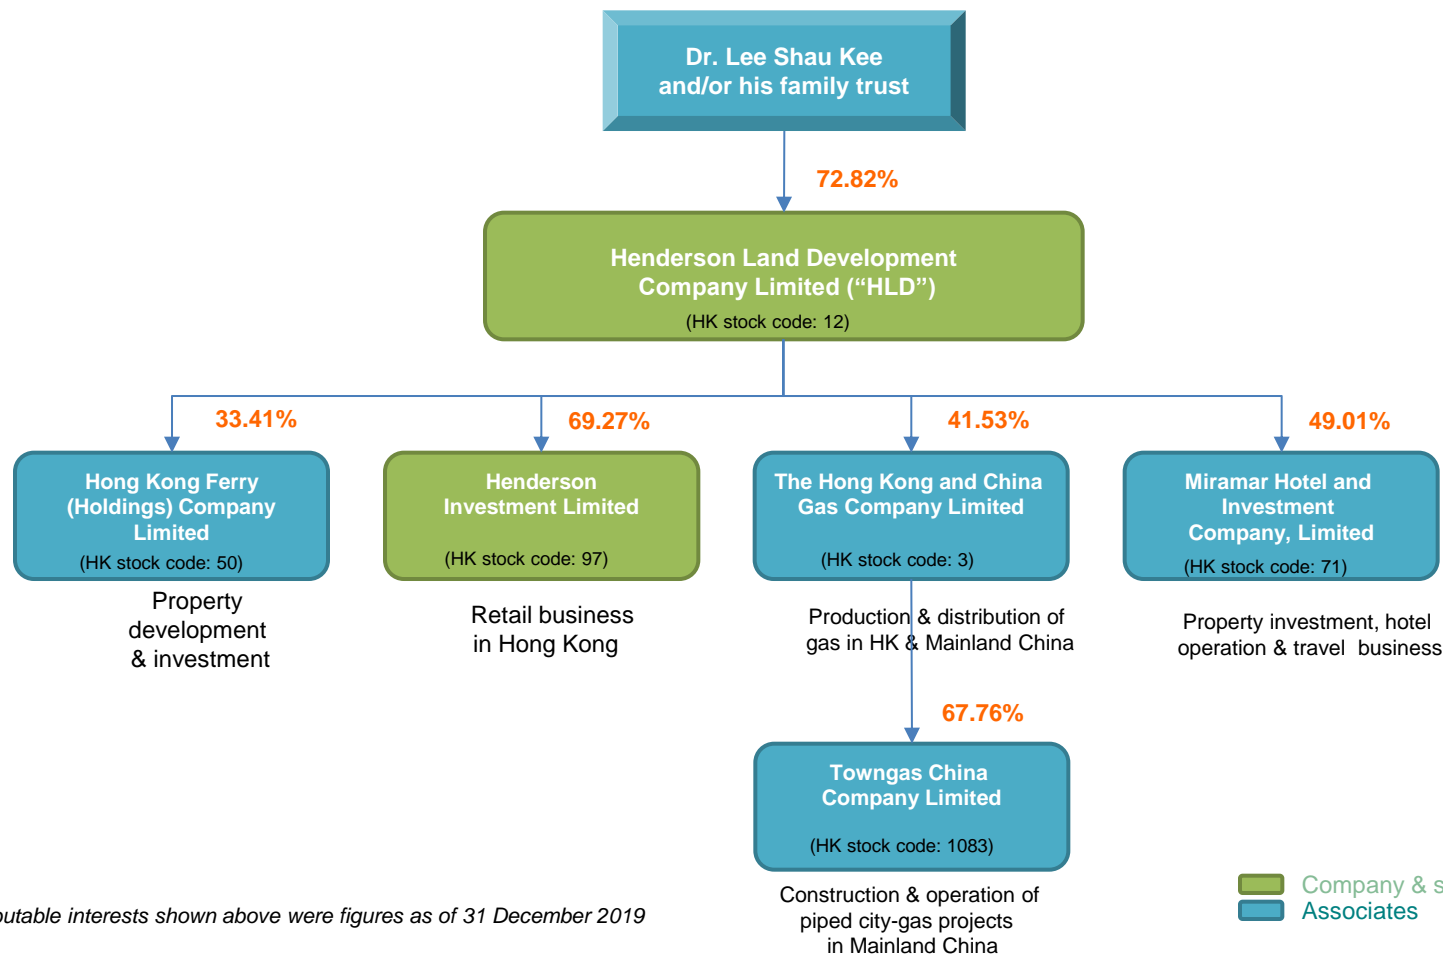 Dr. Lee Shau Kee
and/or his family trust
72.82%
Henderson Land Development
Company Limited (“HLD”)
(HK stock code: 12)
33.41%
69.27%
41.53%
49.01%
Hong Kong Ferry
(Holdings) Company
Limited
(HK stock code: 50)
Property
development
& investment
Henderson
Investment Limited
(HK stock code: 97)
Retail business
in Hong Kong
The Hong Kong and China
Gas Company Limited
(HK stock code: 3)
Production & distribution of
gas in HK & Mainland China
Miramar Hotel and
Investment
Company, Limited
(HK stock code: 71)
Property investment, hotel
operation & travel business
67.76%
Towngas China
Company Limited
(HK stock code: 1083)
Construction & operation of
piped city-gas projects
in Mainland China
interests shown above were figures as of 31 December 2019
Company &
Associates